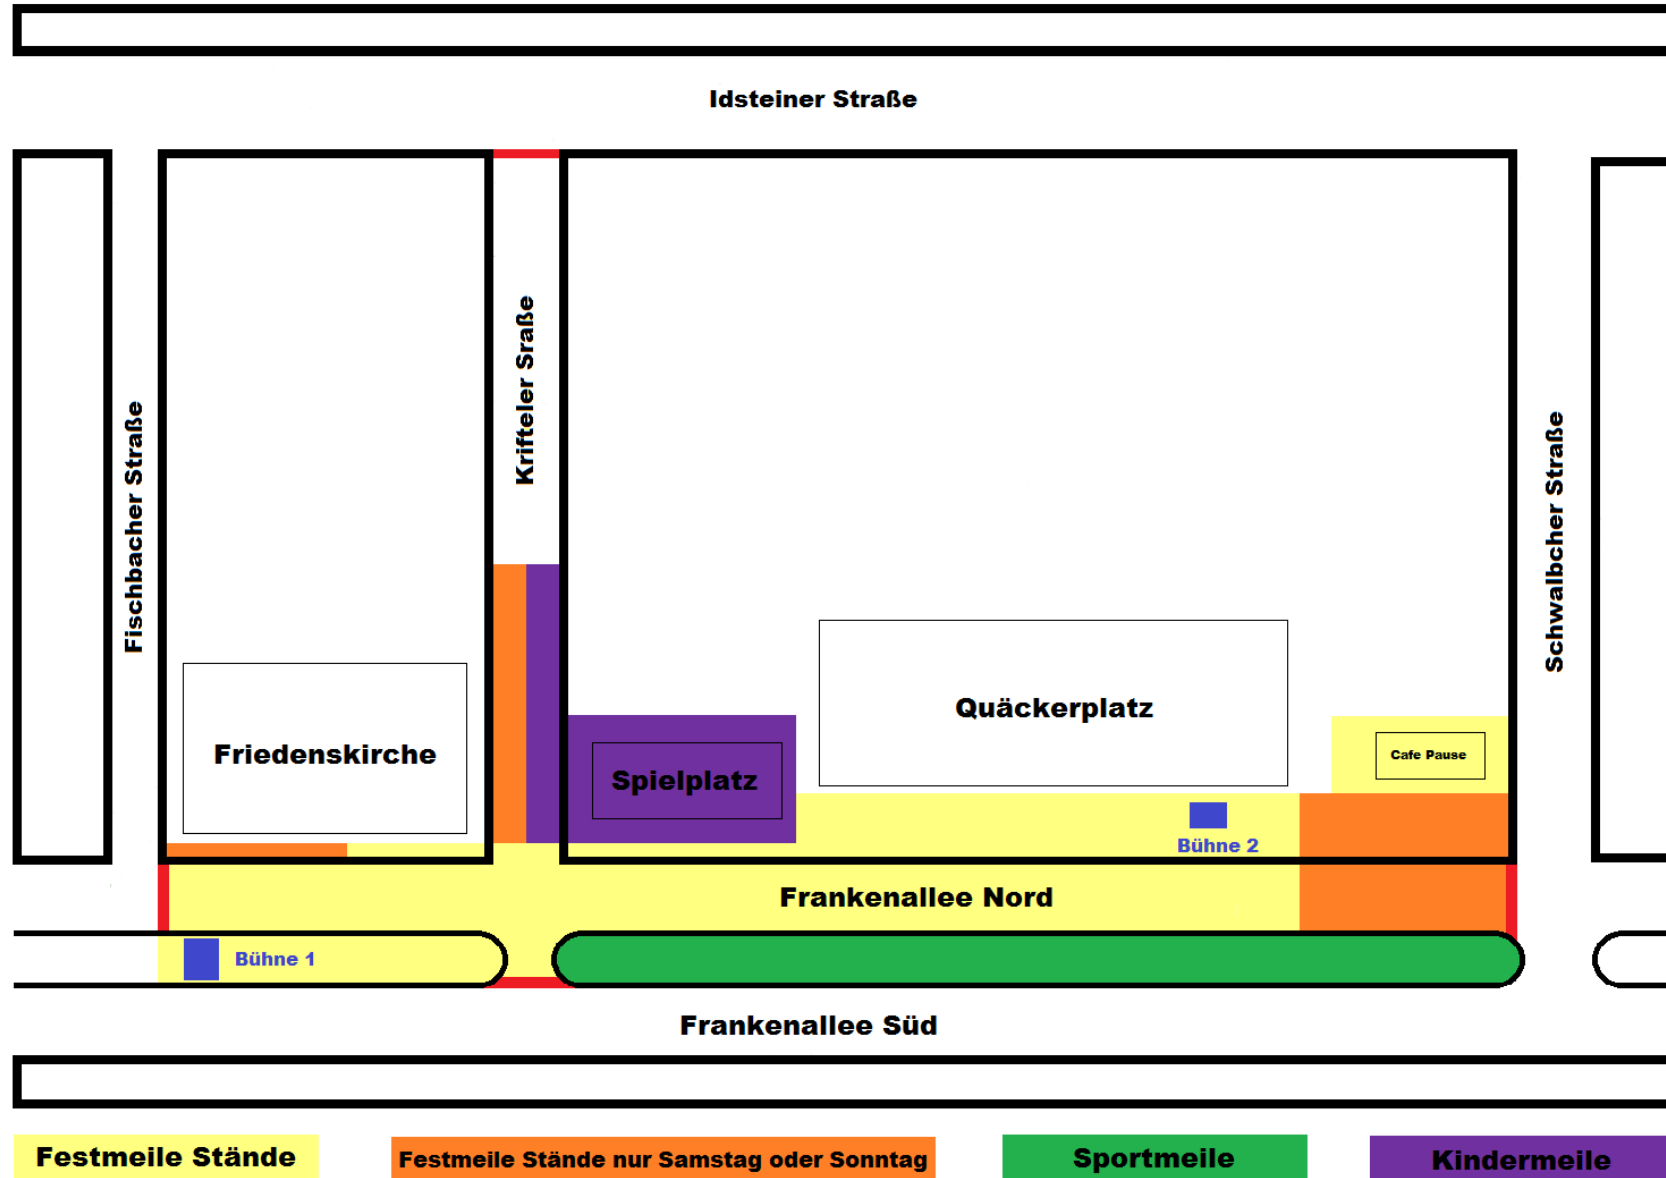 Idsteiner Straße
Krifteler Sraße
Fischbacher Straße
Schwalbcher Straße
Quäckerplatz
Friedenskirche
Cafe Pause
Spielplatz
Bühne 2
Frankenallee Nord
Bühne 1
Frankenallee Süd
Festmeile Stände
Festmeile Stände nur Samstag oder Sonntag
Sportmeile
Kindermeile